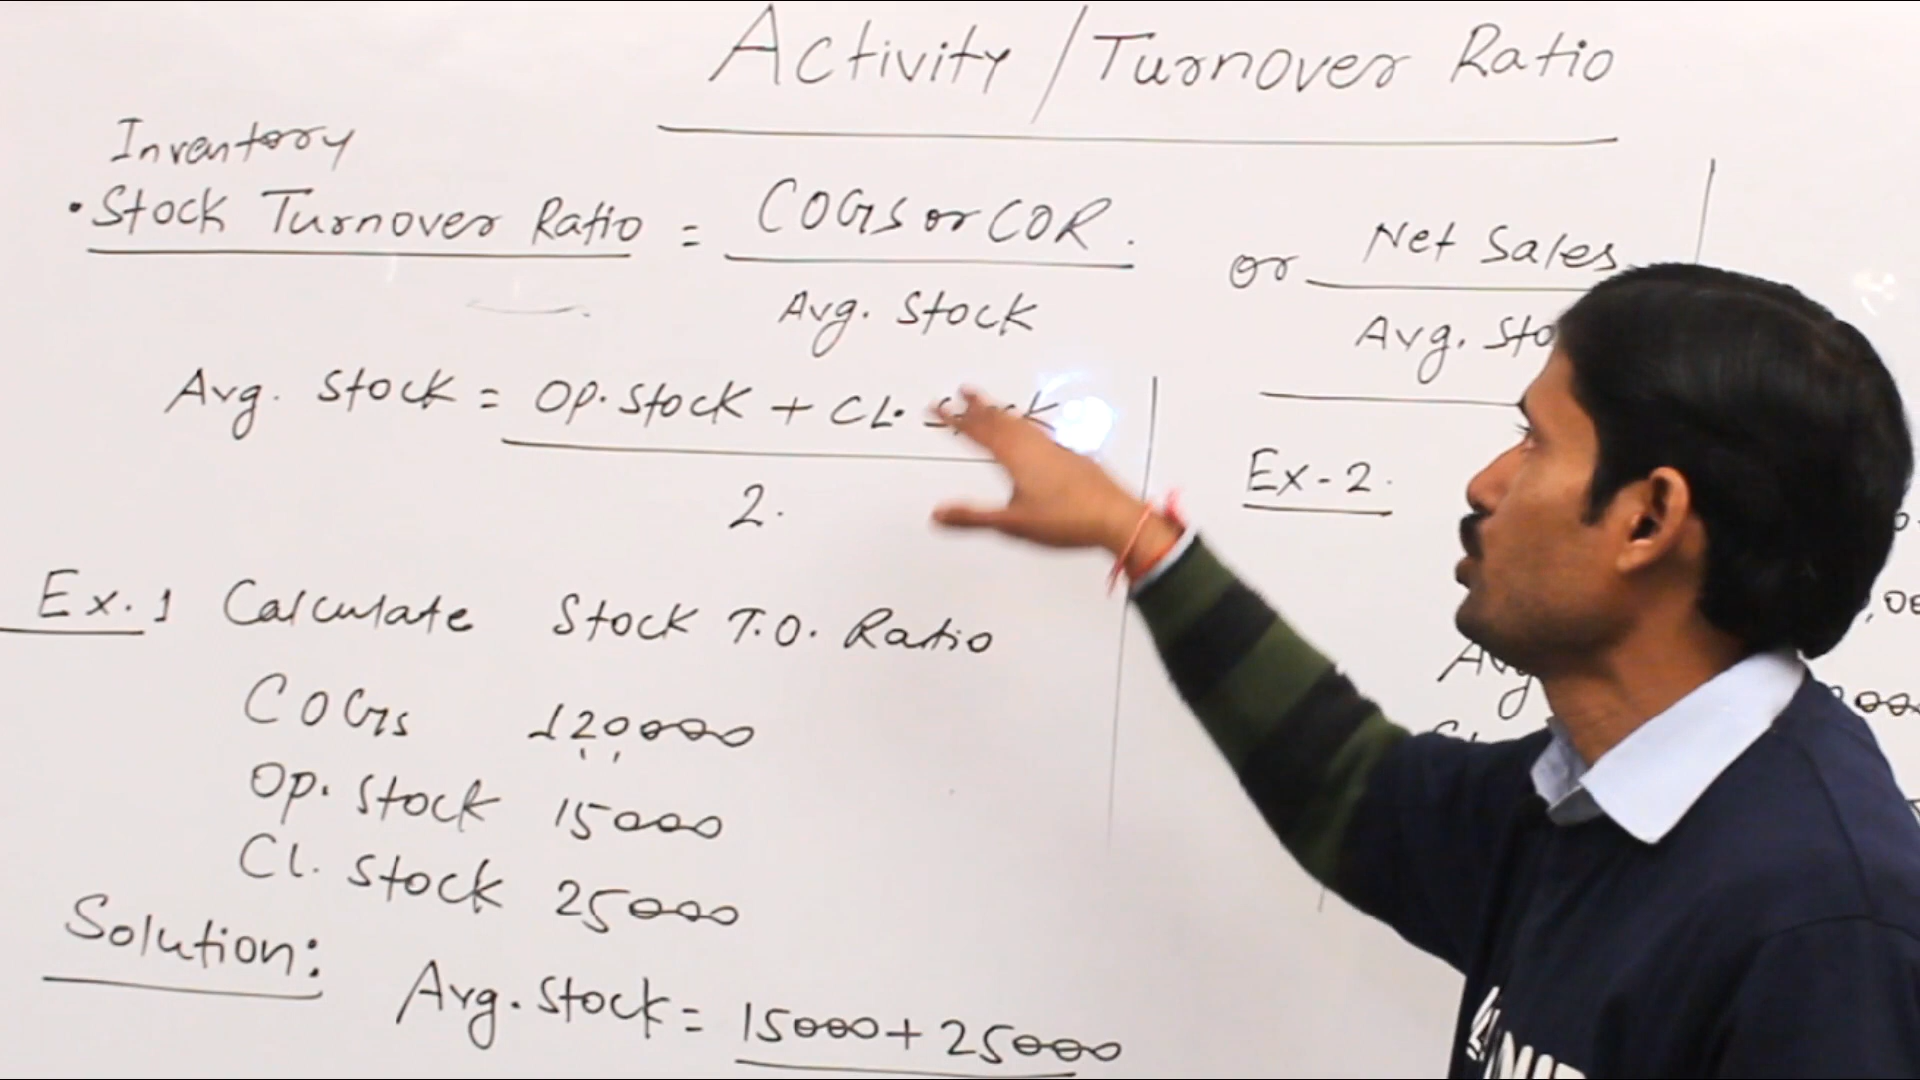 Activity / Turnover Ratio
Inventory
• Stock Turnover Ratio = COGS or COR.
Avg. Stock
or Net Sales
Avg.
Avg. Stock = Op. Stock + CL. Stock
2.
Ex-2.
Ex. 1 Calculate Stock T.O. Ratio
COGS 120000
Op. Stock 15000
Cl. Stock 25000
Solution:
Avg. Stock = 15000 + 25000